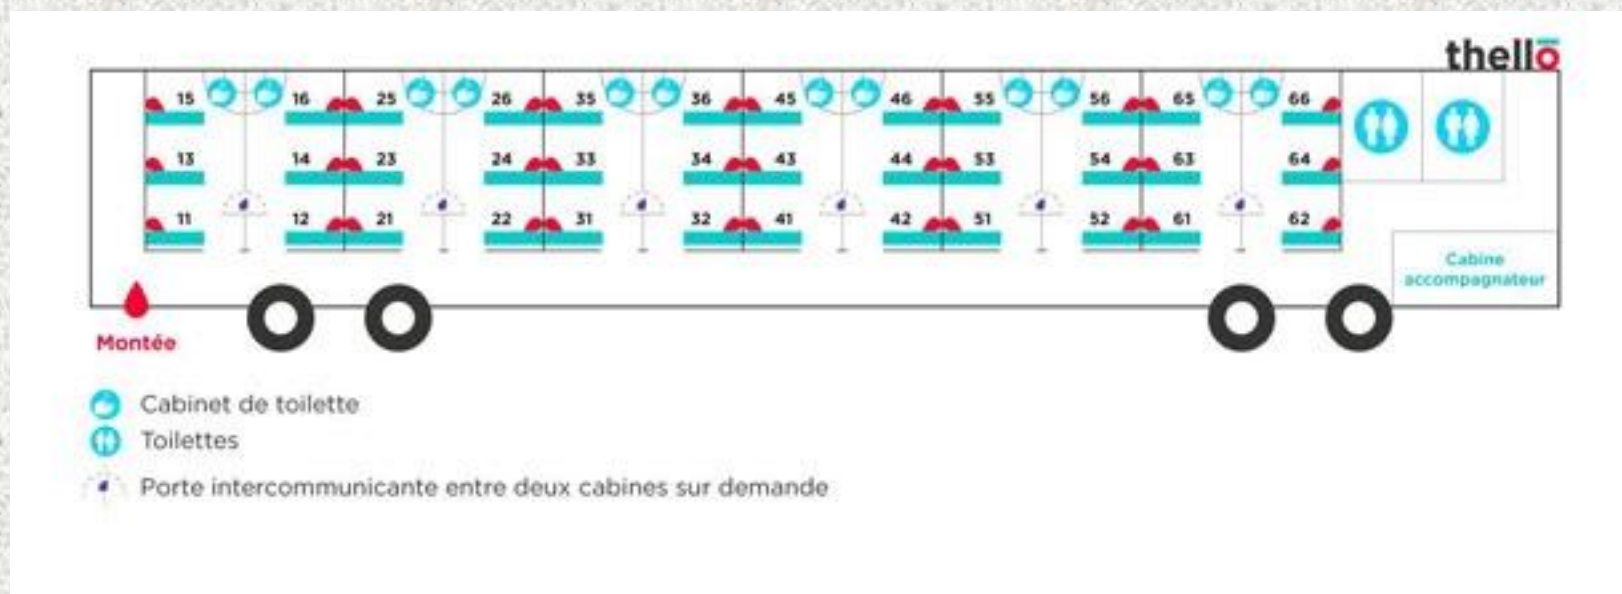 thello
15 16 25 26 35 36 45 46 55 56 65 66
13 14 23 24 33 34 43 44 53 54 63 64
11 12 21 22 31 32 41 42 51 52 61 62
Cabine
accompagnateur
Montée
Cabinet de toilette
Toilettes
Porte intercommunicante entre deux cabines sur demande